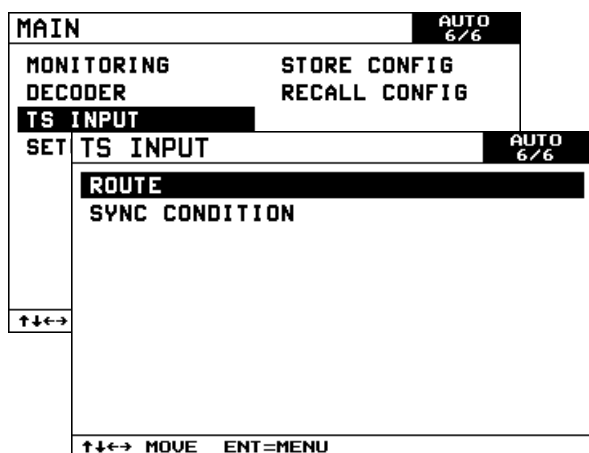 MAIN AUTO
6/6
MONITORING STORE CONFIG
DECODER RECALL CONFIG
TS INPUT
SET
↑↓←→
TS INPUT AUTO
6/6
ROUTE
SYNC CONDITION
↑↓←→ MOVE ENT=MENU